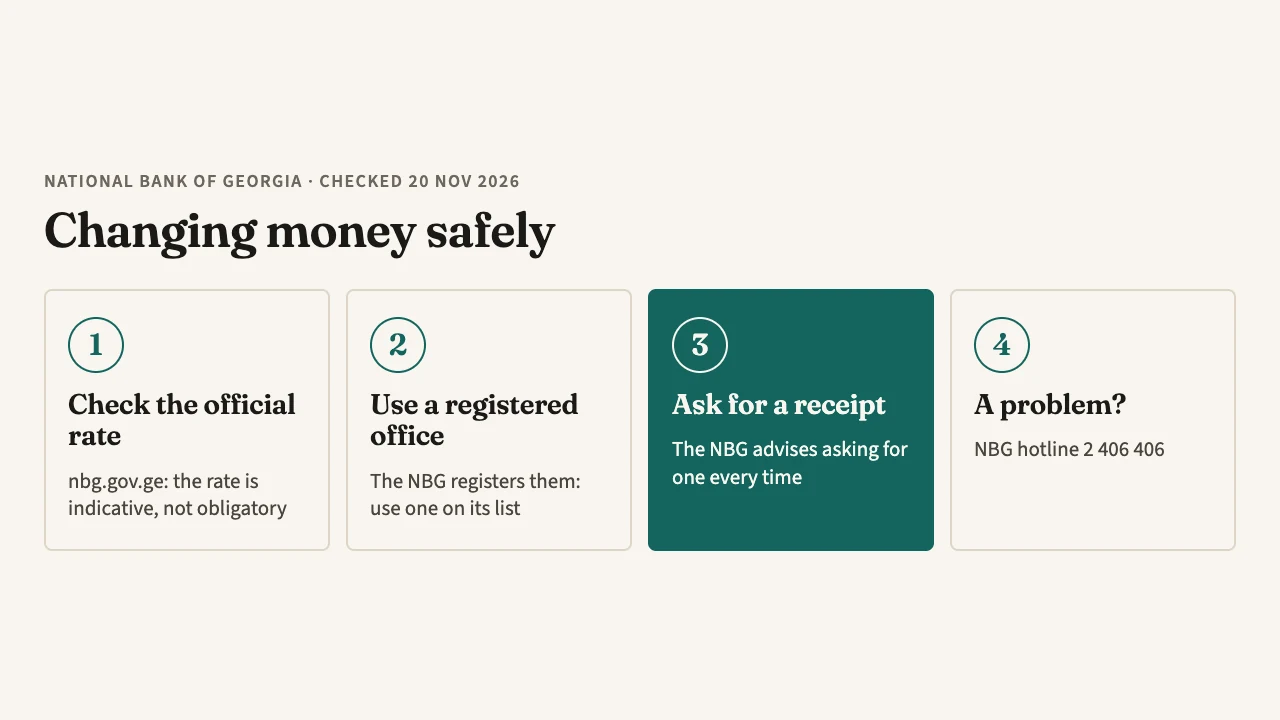 NATIONAL BANK OF GEORGIA · CHECKED 20 NOV 2026
Changing money safely
1
Check the official
rate
nbg.gov.ge: the rate is
indicative, not obligatory
2
Use a registered
office
The NBG registers them:
use one on its list
3
Ask for a receipt
The NBG advises asking for
one every time
4
A problem?
NBG hotline 2 406 406